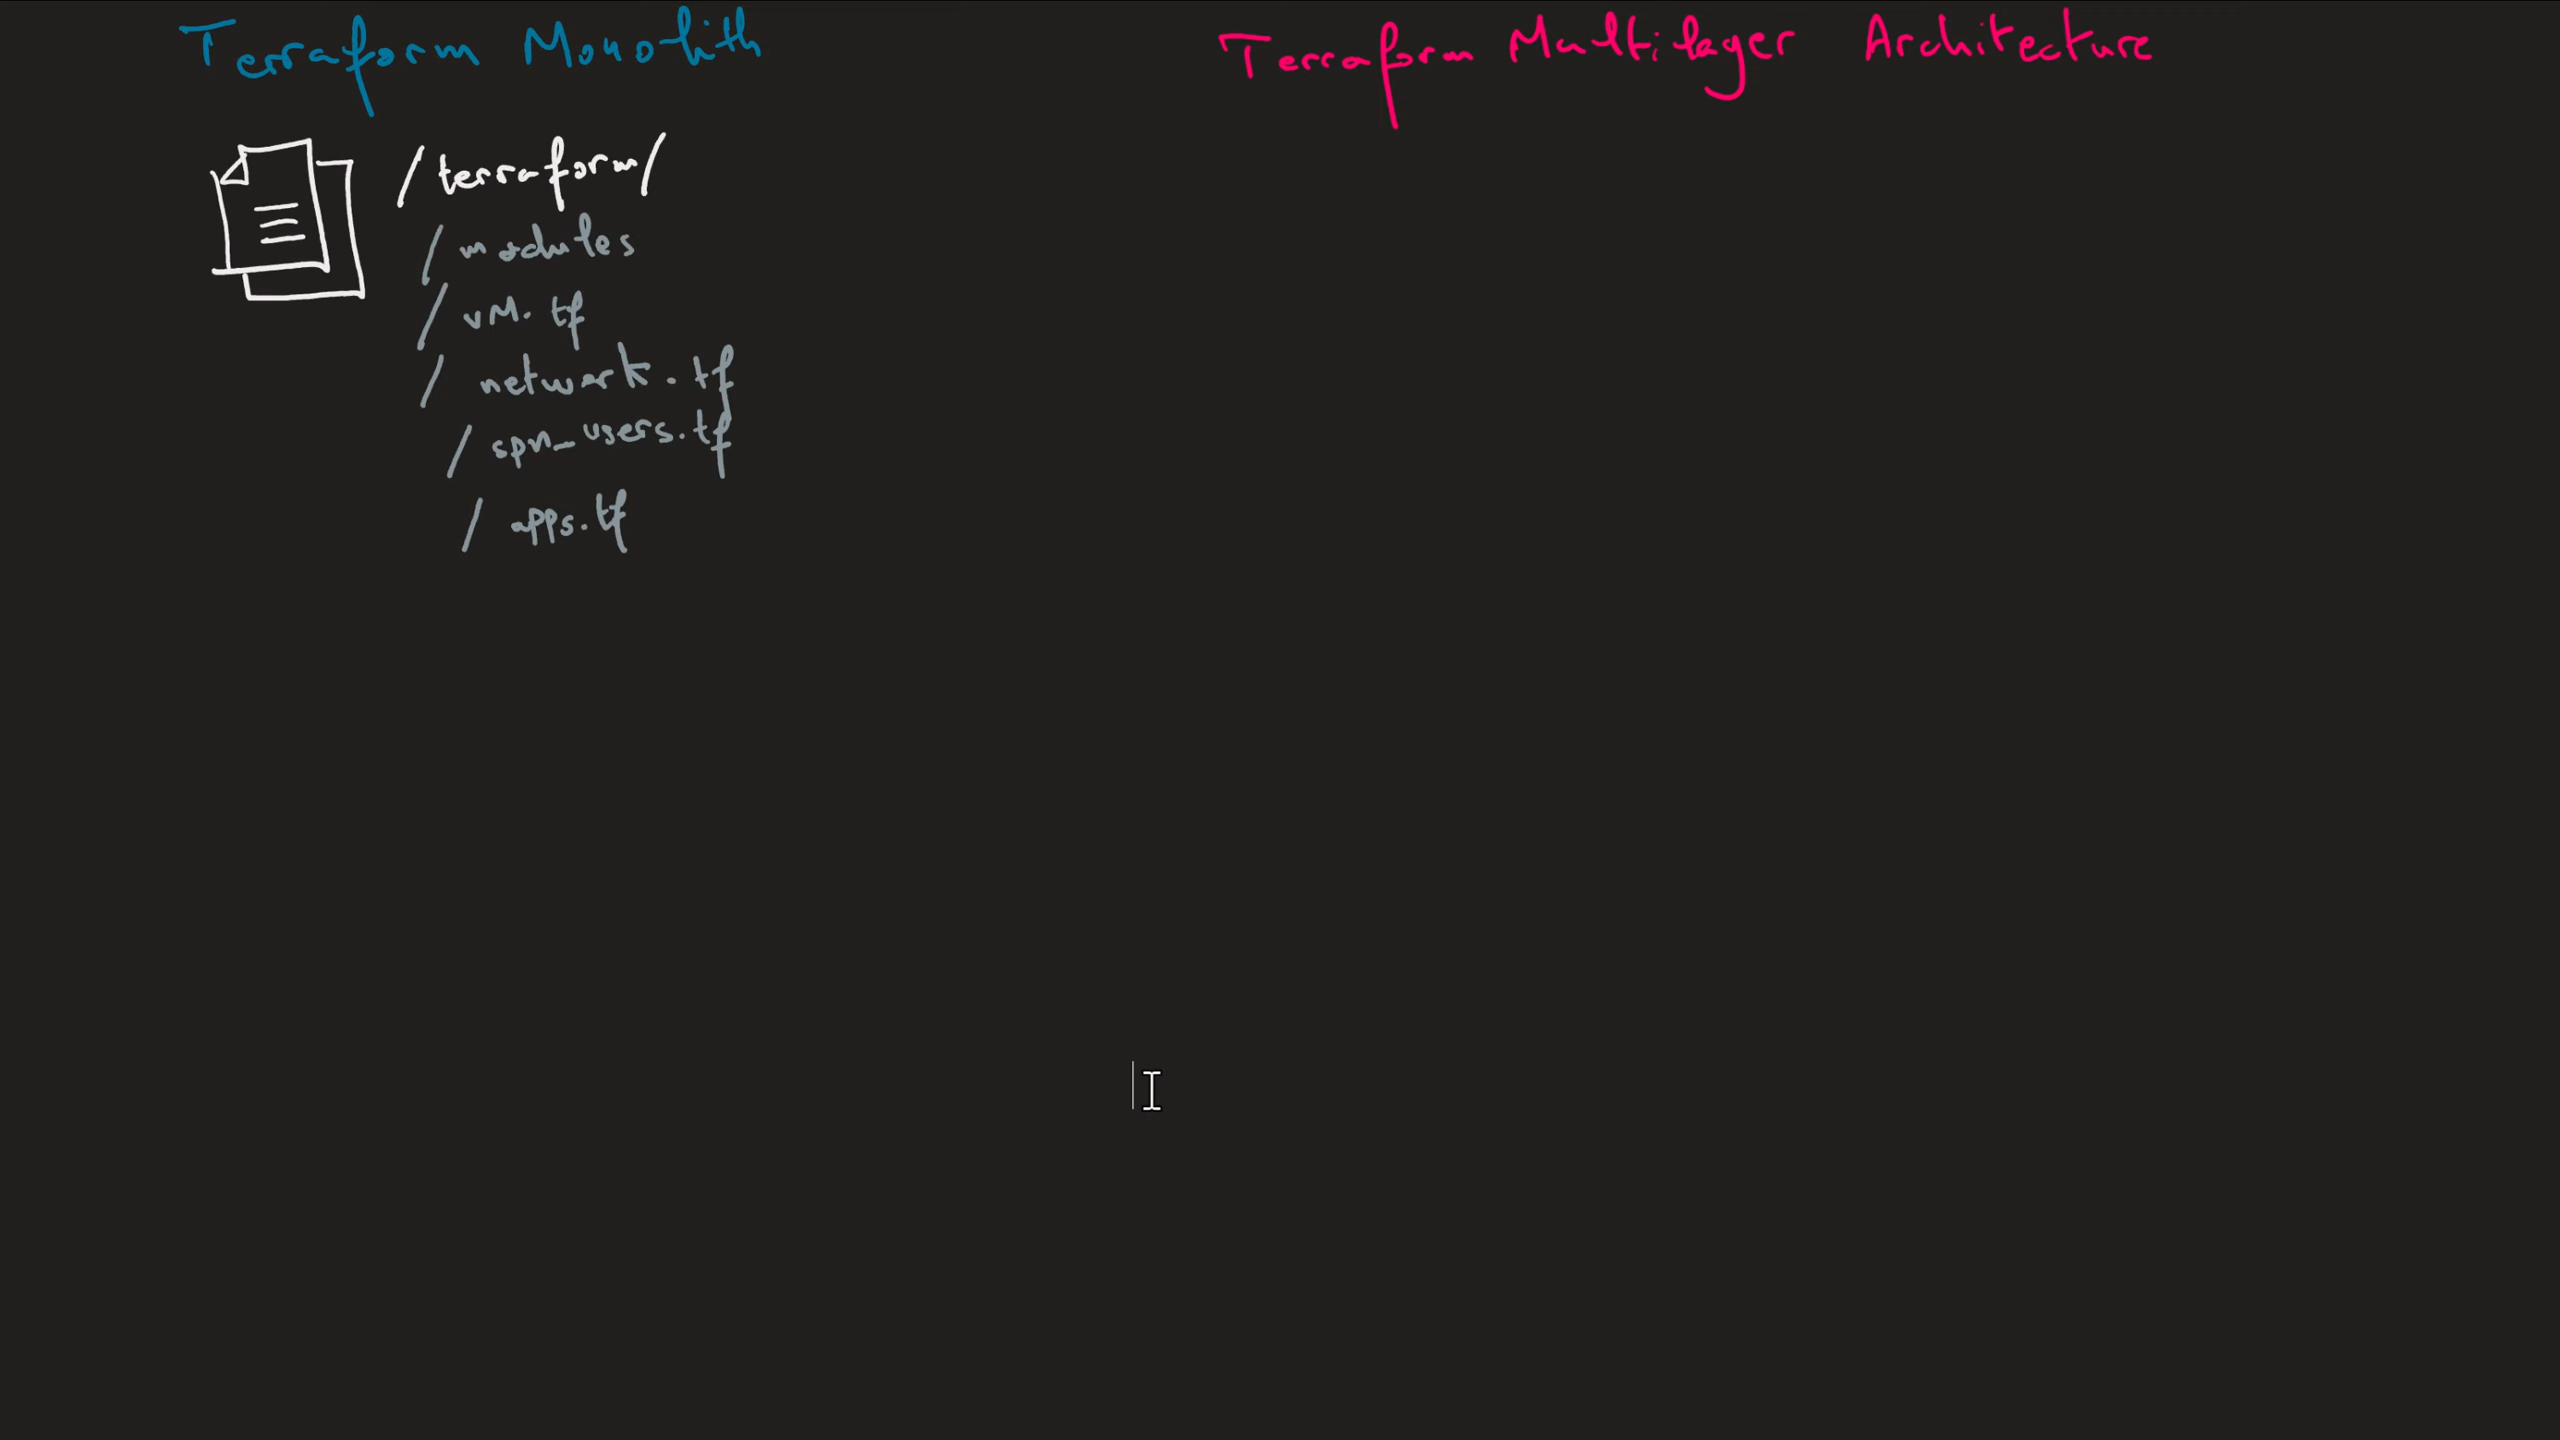 Terraform Monolith
Terraform Multilayer Architecture
/terraform/
/modules
/vM.tf
/network.tf
/spn_users.tf
/apps.tf